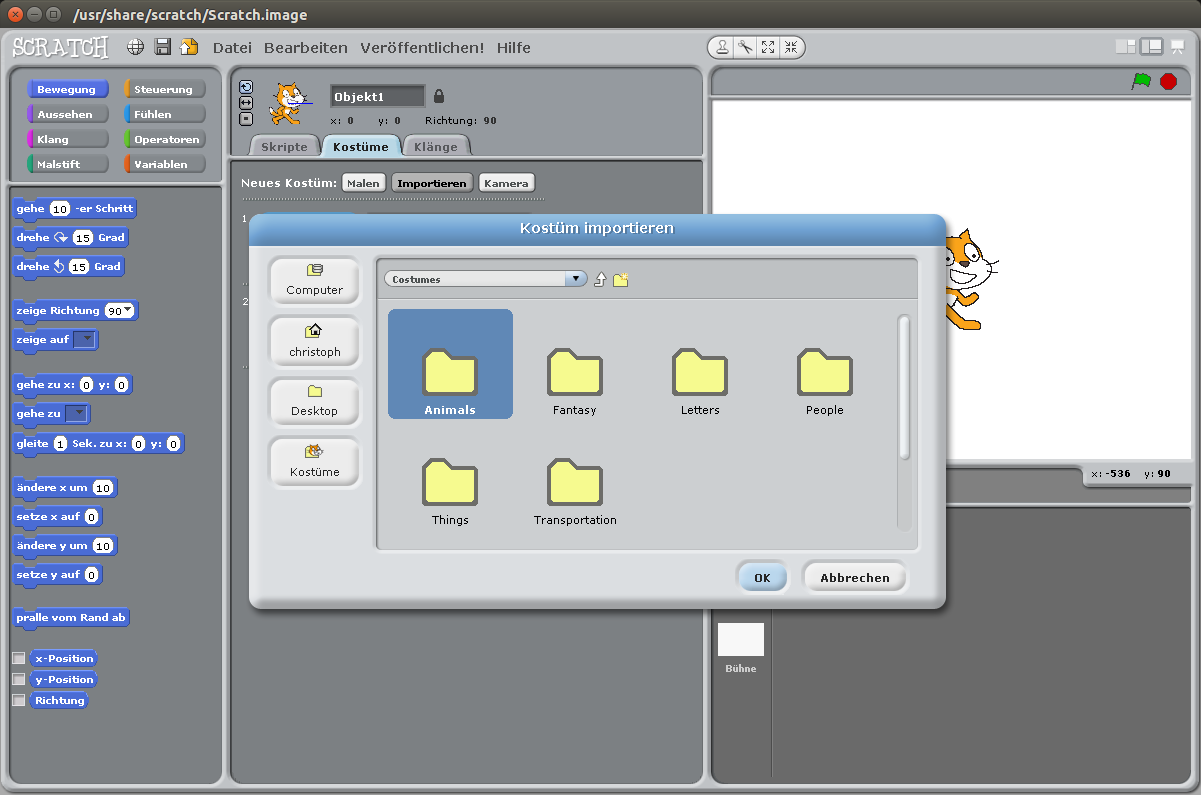 /usr/share/scratch/Scratch.image
SCRATCH Datei Bearbeiten Veröffentlichen! Hilfe
Bewegung Steuerung
Aussehen Fühlen
Klang Operatoren
Malstift Variablen
gehe 10 -er Schritt
drehe 15 Grad
drehe 15 Grad
zeige Richtung 90
zeige auf
gehe zu x: 0 y: 0
gehe zu
gleite 1 Sek. zu x: 0 y: 0
ändere x um 10
setze x auf 0
ändere y um 10
setze y auf 0
pralle vom Rand ab
x-Position
y-Position
Richtung
Objekt1
x: 0 y: 0 Richtung: 90
Skripte Kostüme Klänge
Neues Kostüm: Malen Importieren Kamera
1
2
Kostüm importieren
Computer
christoph
Desktop
Kostüme
Costumes
Animals Fantasy Letters People
Things Transportation
OK Abbrechen
x: -536 y: 90
Bühne